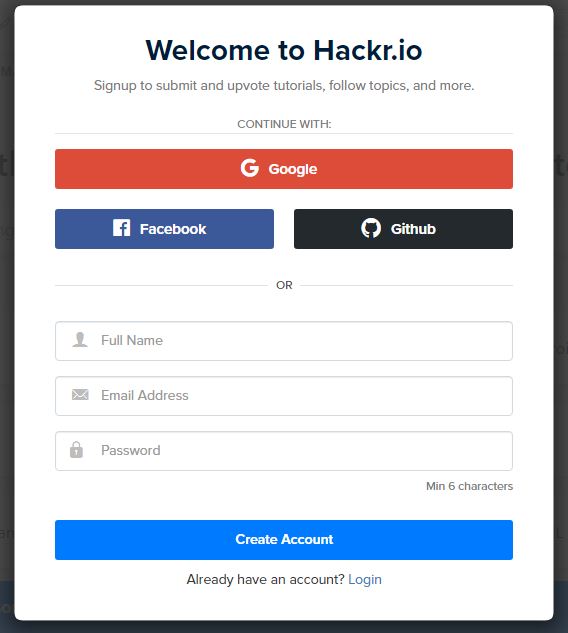 Welcome to Hackr.io
Signup to submit and upvote tutorials, follow topics, and more.
CONTINUE WITH:
Google
Facebook
Github
OR
Full Name
Email Address
Password
Min 6 characters
Create Account
Already have an account? Login